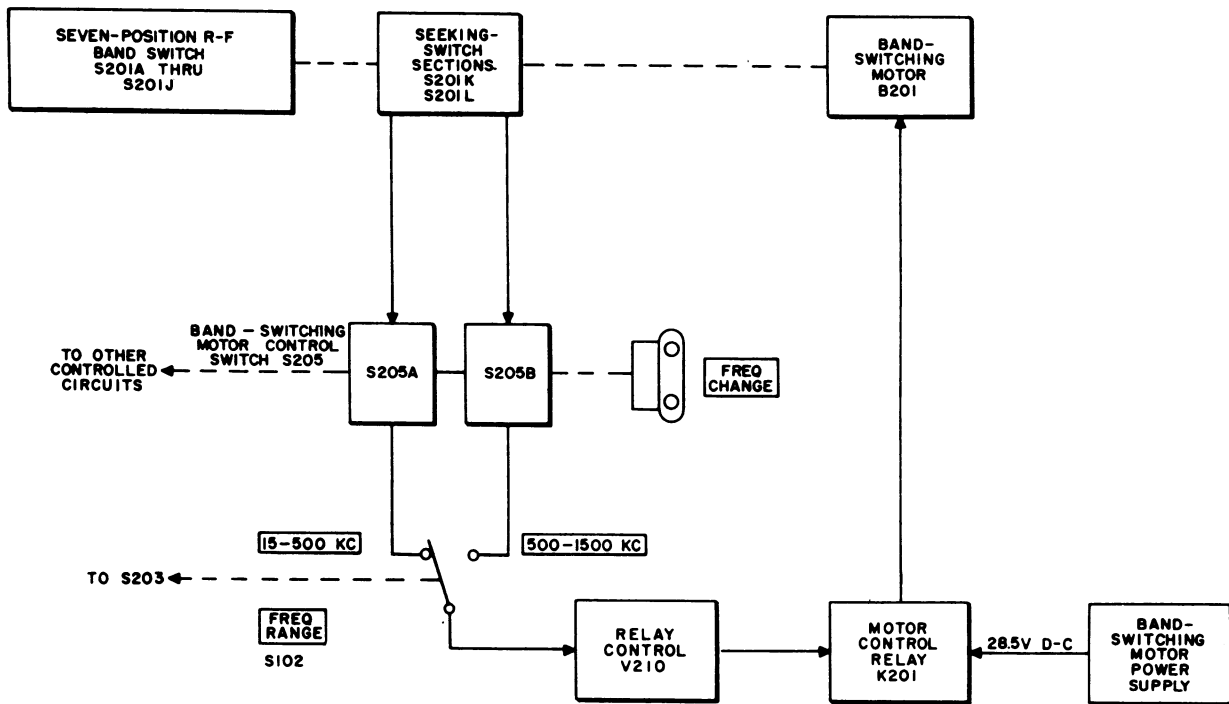 SEVEN-POSITION R-F
BAND SWITCH
S201A THRU
S201J
SEEKING-
SWITCH
SECTIONS.
S201K
S201L
BAND-
SWITCHING
MOTOR
B201
BAND-SWITCHING
MOTOR CONTROL
SWITCH S205
TO OTHER
CONTROLLED
CIRCUITS
S205A
S205B
FREQ
CHANGE
15-500 KC
500-1500 KC
TO S203
FREQ
RANGE
S102
RELAY
CONTROL
V210
MOTOR
CONTROL
RELAY
K201
28.5V D-C
BAND-
SWITCHING
MOTOR
POWER
SUPPLY